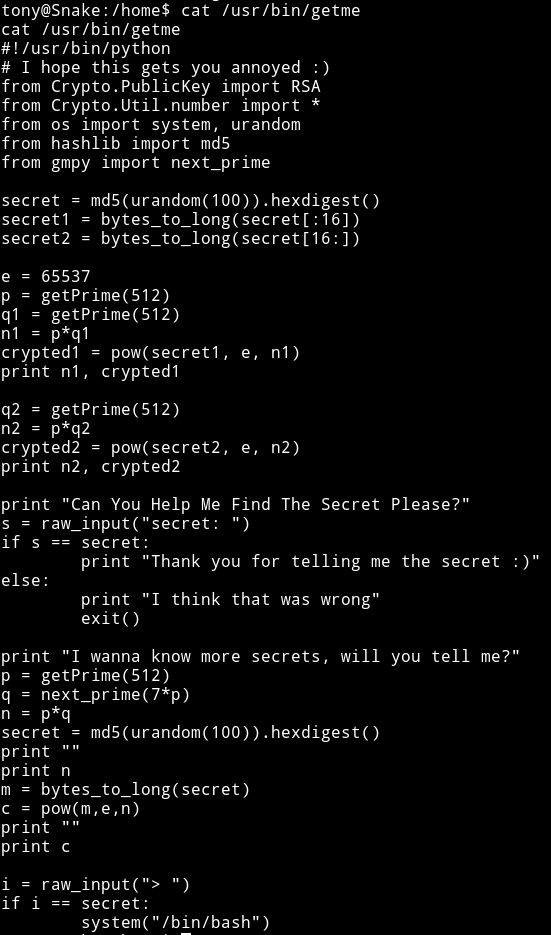 tony@Snake:/home$ cat /usr/bin/getme
cat /usr/bin/getme
#!/usr/bin/python
# I hope this gets you annoyed :)
from Crypto.PublicKey import RSA
from Crypto.Util.number import *
from os import system, urandom
from hashlib import md5
from gmpy import next_prime

secret = md5(urandom(100)).hexdigest()
secret1 = bytes_to_long(secret[:16])
secret2 = bytes_to_long(secret[16:])

e = 65537
p = getPrime(512)
q1 = getPrime(512)
n1 = p*q1
crypted1 = pow(secret1, e, n1)
print n1, crypted1

q2 = getPrime(512)
n2 = p*q2
crypted2 = pow(secret2, e, n2)
print n2, crypted2

print "Can You Help Me Find The Secret Please?"
s = raw_input("secret: ")
if s == secret:
        print "Thank you for telling me the secret :)"
else:
        print "I think that was wrong"
        exit()

print "I wanna know more secrets, will you tell me?"
p = getPrime(512)
q = next_prime(7*p)
n = p*q
secret = md5(urandom(100)).hexdigest()
print ""
print n
m = bytes_to_long(secret)
c = pow(m,e,n)
print ""
print c

i = raw_input("> ")
if i == secret:
        system("/bin/bash")